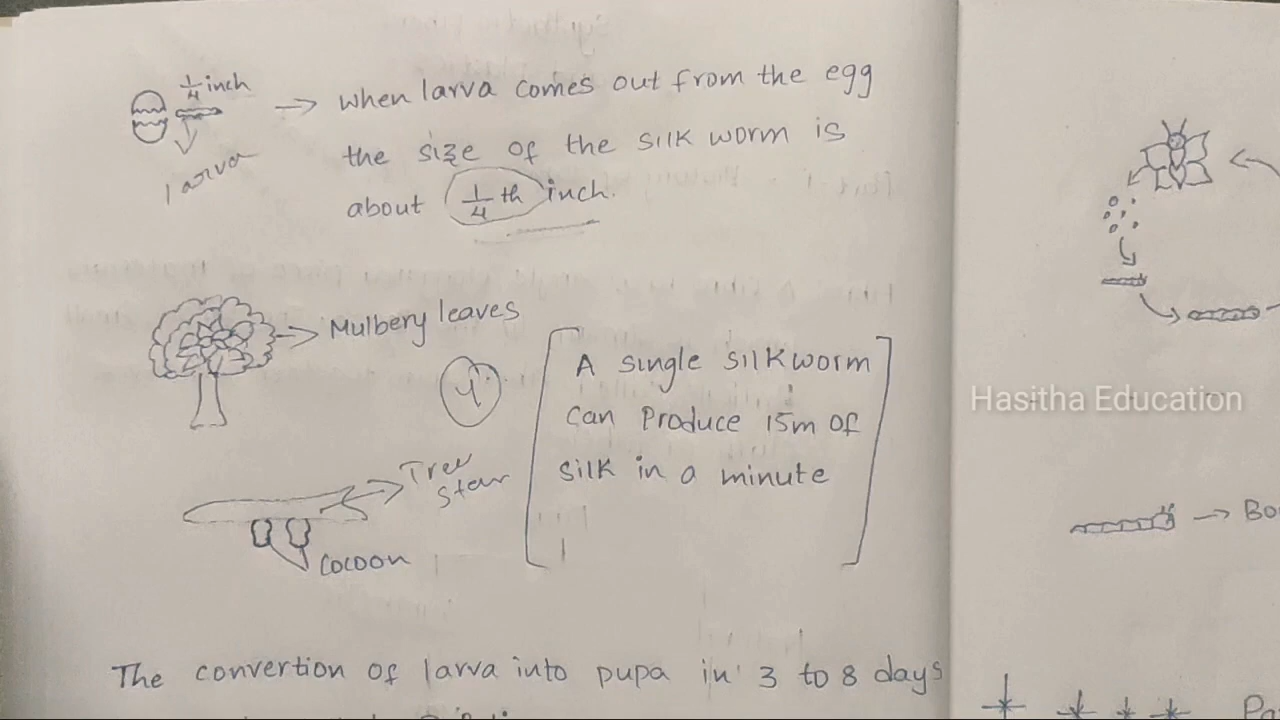 1/4 inch
larva
→ when larva comes out from the egg
the size of the silk worm is
about 1/4 th inch.
→ Mulbery leaves
4
A single silkworm
can produce 15m of
silk in a minute
Tree
Cocoon
The convertion of larva into pupa in 3 to 8 days
Hasitha Education
→ Bo
Pa